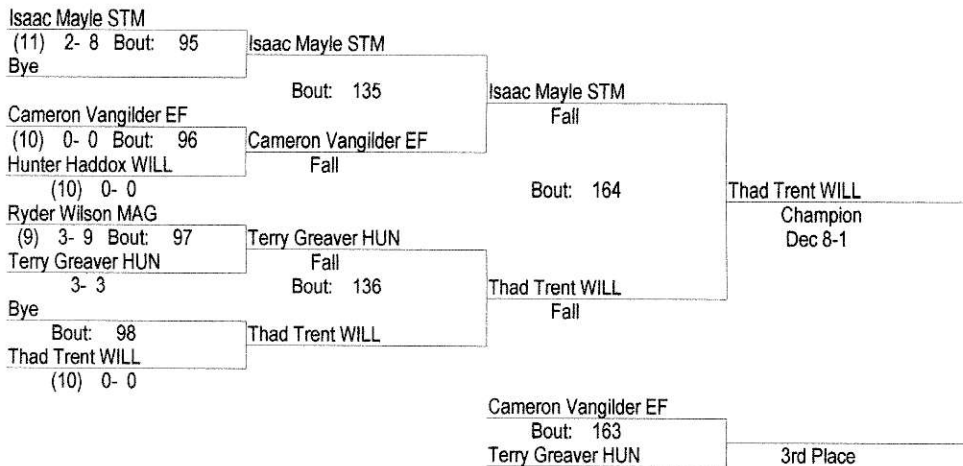 Isaac Mayle STM
(11) 2- 8 Bout: 95
Bye
Isaac Mayle STM
Bout: 135
Cameron Vangilder EF
(10) 0- 0 Bout: 96
Hunter Haddox WILL
(10) 0- 0
Cameron Vangilder EF
Fall
Isaac Mayle STM
Fall
Bout: 164
Ryder Wilson MAG
(9) 3- 9 Bout: 97
Terry Greaver HUN
3- 3
Terry Greaver HUN
Fall
Bout: 136
Bye
Bout: 98
Thad Trent WILL
(10) 0- 0
Thad Trent WILL
Thad Trent WILL
Fall
Thad Trent WILL
Champion
Dec 8-1
Cameron Vangilder EF
Bout: 163
Terry Greaver HUN
3rd Place